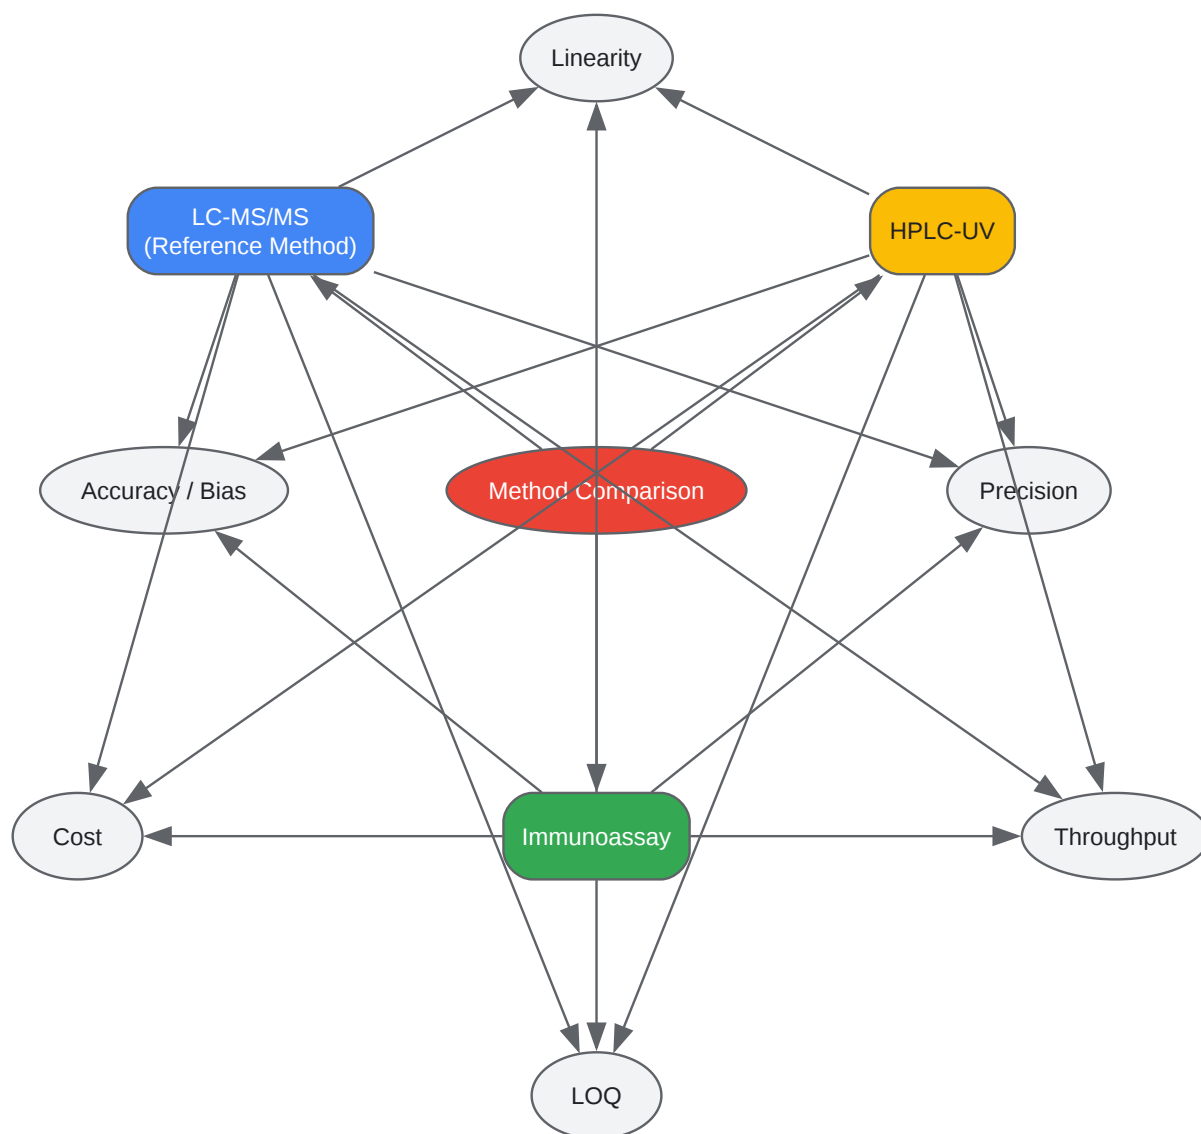 Linearity
LC-MS/MS
(Reference Method)
HPLC-UV
Accuracy / Bias
Method Comparison
Precision
Cost
Immunoassay
Throughput
LOQ